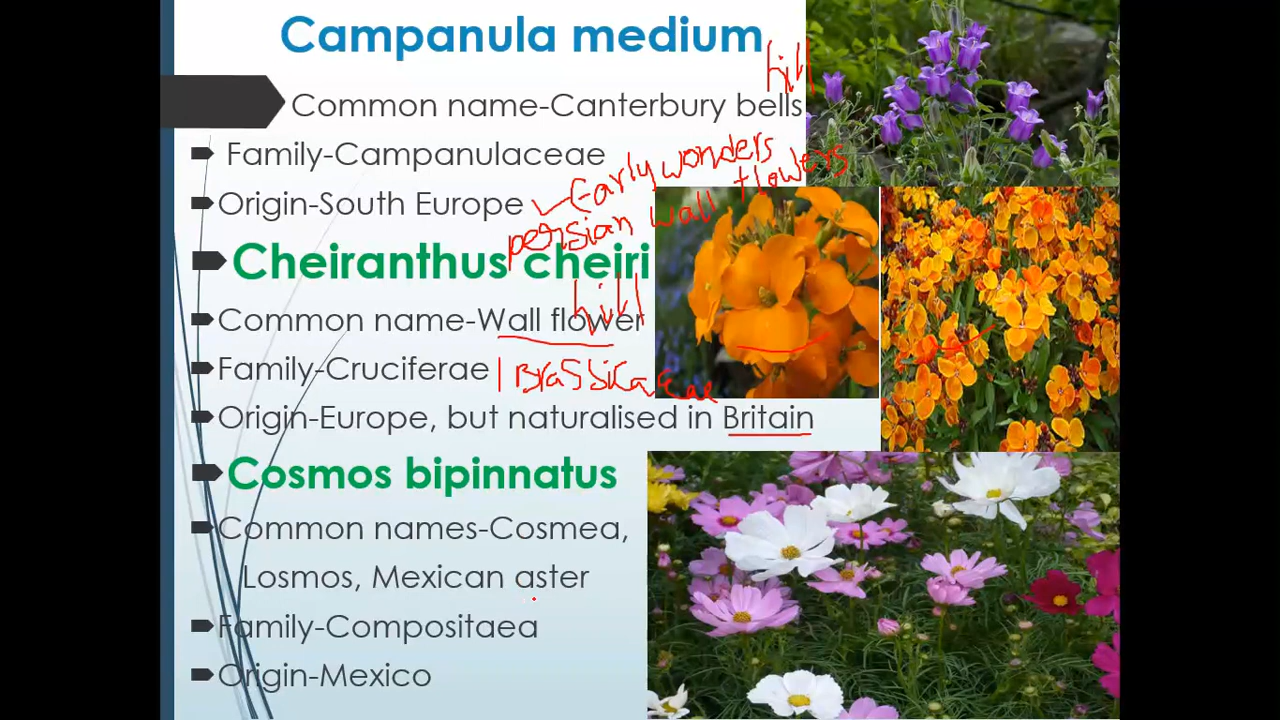 Campanula medium
hill
Common name-Canterbury bells
Family-Campanulaceae
Early wonders
Origin-South Europe
persian wall flowers
Cheiranthus cheiri
hill
Common name-Wall flower
Family-Cruciferae | Brassicaceae
Origin-Europe, but naturalised in Britain
Cosmos bipinnatus
Common names-Cosmea,
Losmos, Mexican aster
Family-Compositaea
Origin-Mexico